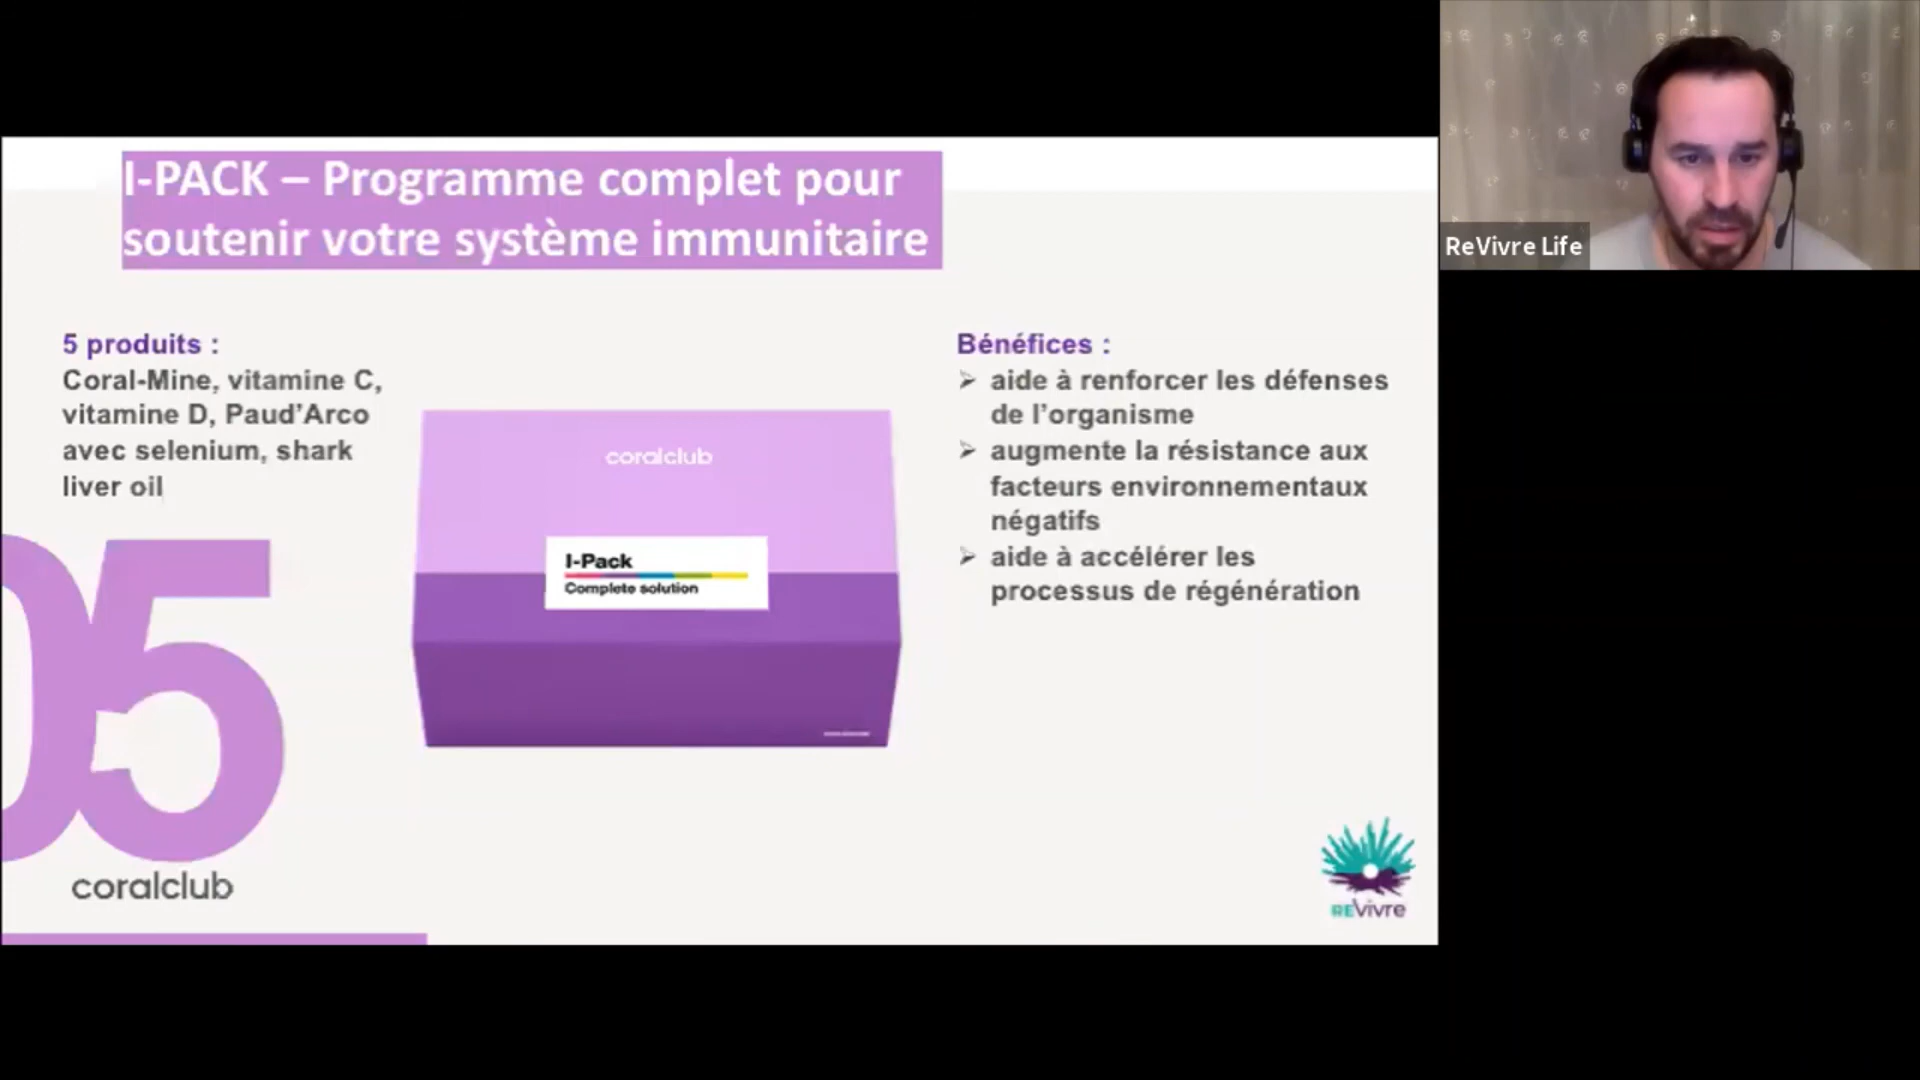 I-PACK – Programme complet pour
soutenir votre système immunitaire
5 produits :
Coral-Mine, vitamine C,
vitamine D, Paud’Arco
avec selenium, shark
liver oil
coralclub
I-Pack
Complete solution
Bénéfices :
➢ aide à renforcer les défenses
de l’organisme
➢ augmente la résistance aux
facteurs environnementaux
négatifs
➢ aide à accélérer les
processus de régénération
05
coralclub
REVivre
ReVivre Life